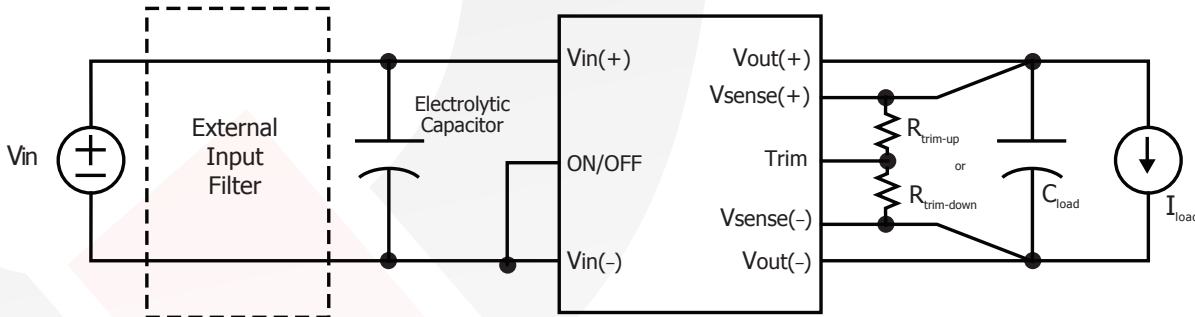 Vin
External
Input
Filter
Electrolytic
Capacitor
Vin(+)
ON/OFF
Vin(−)
Vout(+)
Vsense(+)
Trim
Vsense(−)
Vout(−)
Rtrim-up
or
Rtrim-down
Cload
Iload